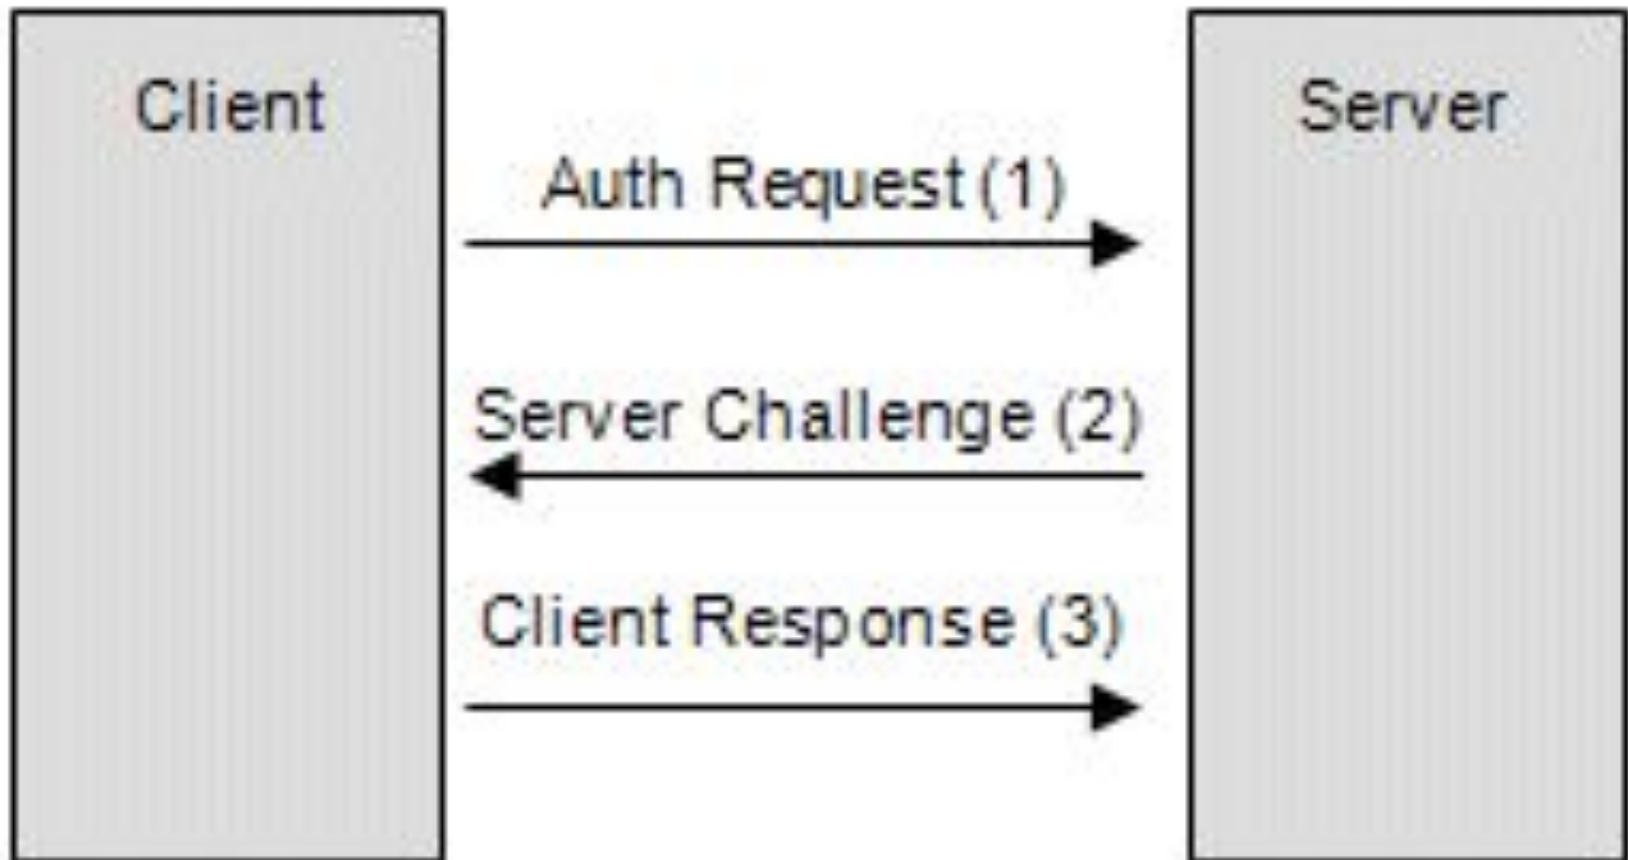 Client
Server
Auth Request (1)
Server Challenge (2)
Client Response (3)